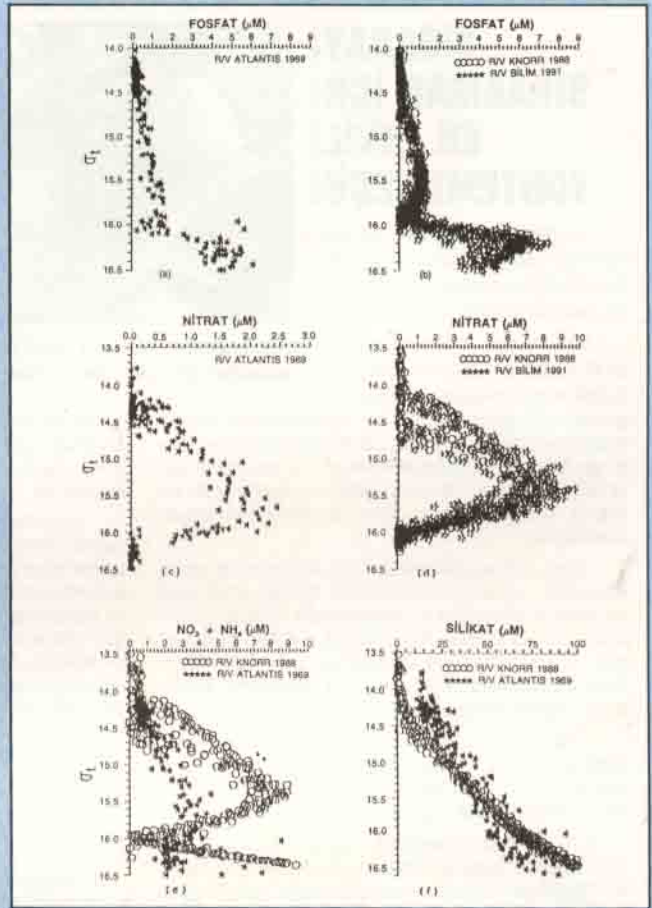 FOSFAT (µM)
0 1 2 3 4 5 6 7 8 9
R/V ATLANTIS 1969
14.0
14.5
15.0
15.5
16.0
16.5
σt
(a)
FOSFAT (µM)
0 1 2 3 4 5 6 7 8 9
OOOOO R/V KNORR 1988
***** R/V BİLİM 1991
14.0
14.5
15.0
15.5
16.0
16.5
(b)
NİTRAT (µM)
0.0 0.5 1.0 1.5 2.0 2.5 3.0
R/V ATLANTIS 1969
13.5
14.0
14.5
15.0
15.5
16.0
16.5
σt
(c)
NİTRAT (µM)
0 1 2 3 4 5 6 7 8 9 10
OOOOO R/V KNORR 1988
***** R/V BİLİM 1991
13.5
14.0
14.5
15.0
15.5
16.0
16.5
(d)
NO3 + NH4 (µM)
0 1 2 3 4 5 6 7 8 9 10
OOOOO R/V KNORR 1988
***** R/V ATLANTIS 1969
13.5
14.0
14.5
15.0
15.5
16.0
16.5
σt
(e)
SİLİKAT (µM)
0 25 50 75 100
OOOOO R/V KNORR 1988
***** R/V ATLANTIS 1969
13.5
14.0
14.5
15.0
15.5
16.0
16.5
(f)